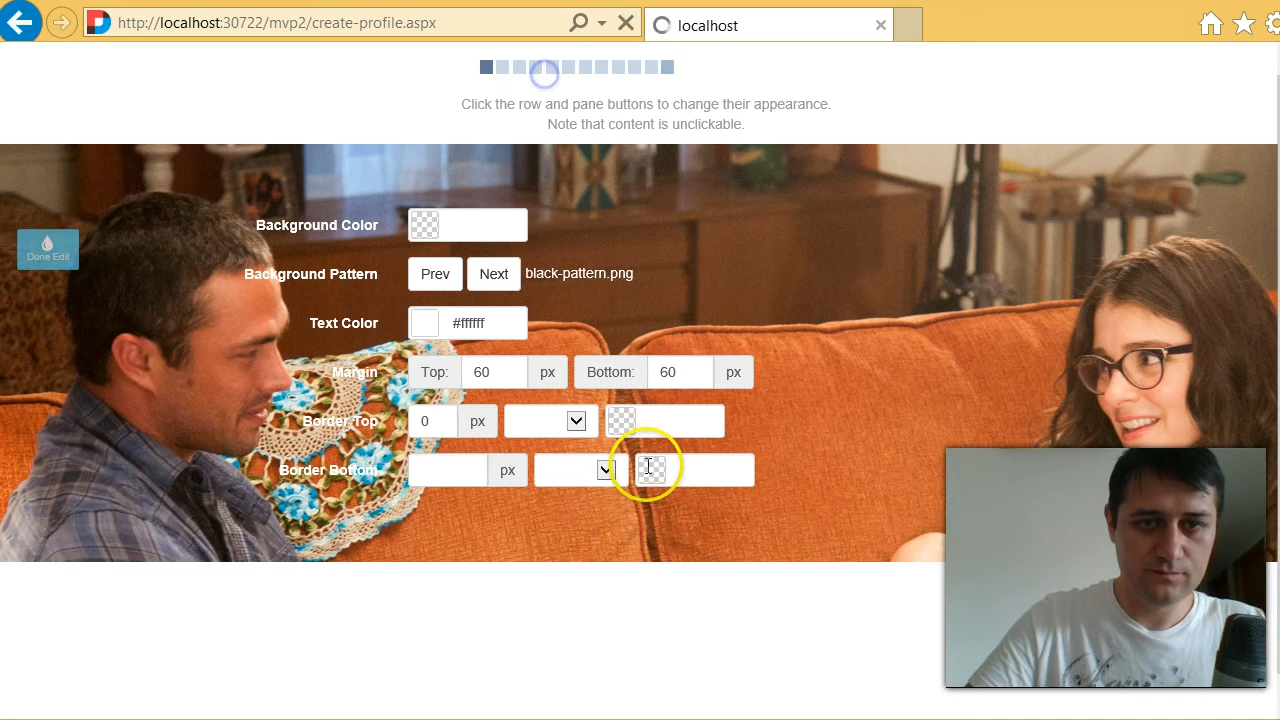 http://localhost:30722/mvp2/create-profile.aspx
localhost
Click the row and pane buttons to change their appearance.
Note that content is unclickable.
Background Color
Done Edit
Background Pattern Prev Next black-pattern.png
Text Color #ffffff
Margin Top: 60 px Bottom: 60 px
Border Top 0 px
Border Bottom px